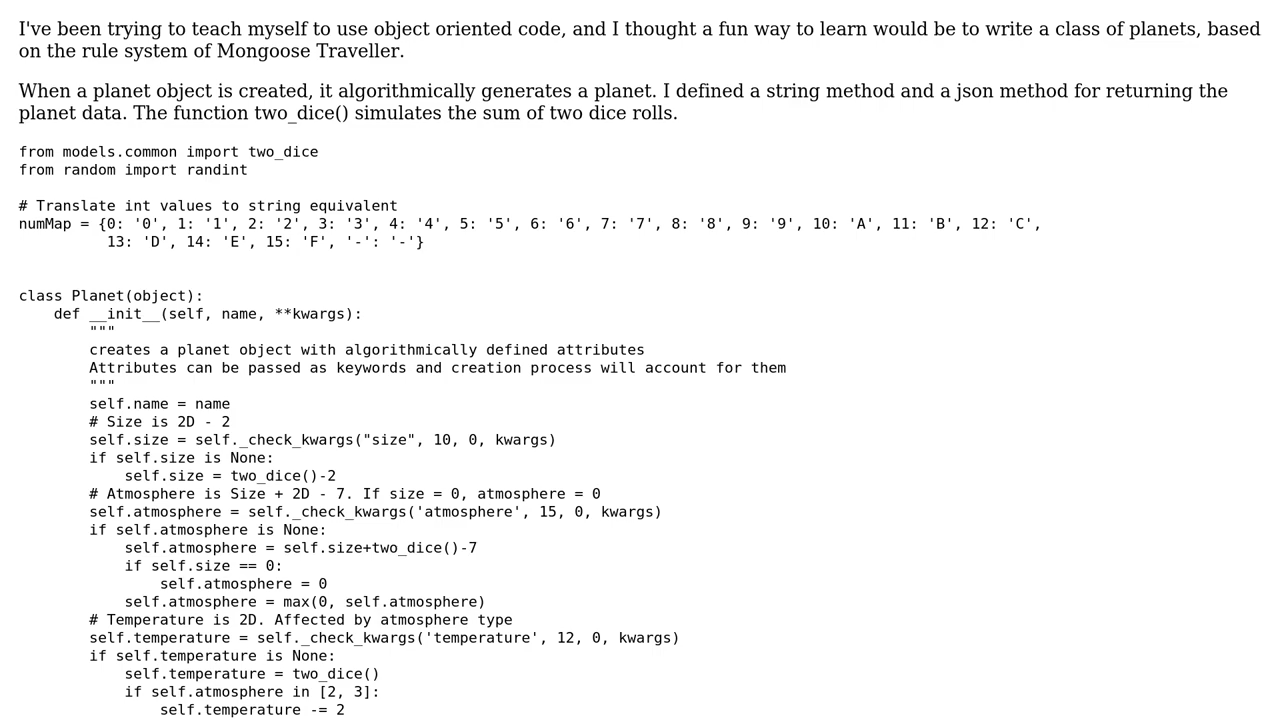 I've been trying to teach myself to use object oriented code, and I thought a fun way to learn would be to write a class of planets, based
on the rule system of Mongoose Traveller.
When a planet object is created, it algorithmically generates a planet. I defined a string method and a json method for returning the
planet data. The function two_dice() simulates the sum of two dice rolls.
from models.common import two_dice
from random import randint
# Translate int values to string equivalent
numMap = {0: '0', 1: '1', 2: '2', 3: '3', 4: '4', 5: '5', 6: '6', 7: '7', 8: '8', 9: '9', 10: 'A', 11: 'B', 12: 'C',
          13: 'D', 14: 'E', 15: 'F', '-': '-'}
class Planet(object):
    def __init__(self, name, **kwargs):
        """
        creates a planet object with algorithmically defined attributes
        Attributes can be passed as keywords and creation process will account for them
        """
        self.name = name
        # Size is 2D - 2
        self.size = self._check_kwargs("size", 10, 0, kwargs)
        if self.size is None:
            self.size = two_dice()-2
        # Atmosphere is Size + 2D - 7. If size = 0, atmosphere = 0
        self.atmosphere = self._check_kwargs('atmosphere', 15, 0, kwargs)
        if self.atmosphere is None:
            self.atmosphere = self.size+two_dice()-7
            if self.size == 0:
                self.atmosphere = 0
            self.atmosphere = max(0, self.atmosphere)
        # Temperature is 2D. Affected by atmosphere type
        self.temperature = self._check_kwargs('temperature', 12, 0, kwargs)
        if self.temperature is None:
            self.temperature = two_dice()
            if self.atmosphere in [2, 3]:
                self.temperature -= 2